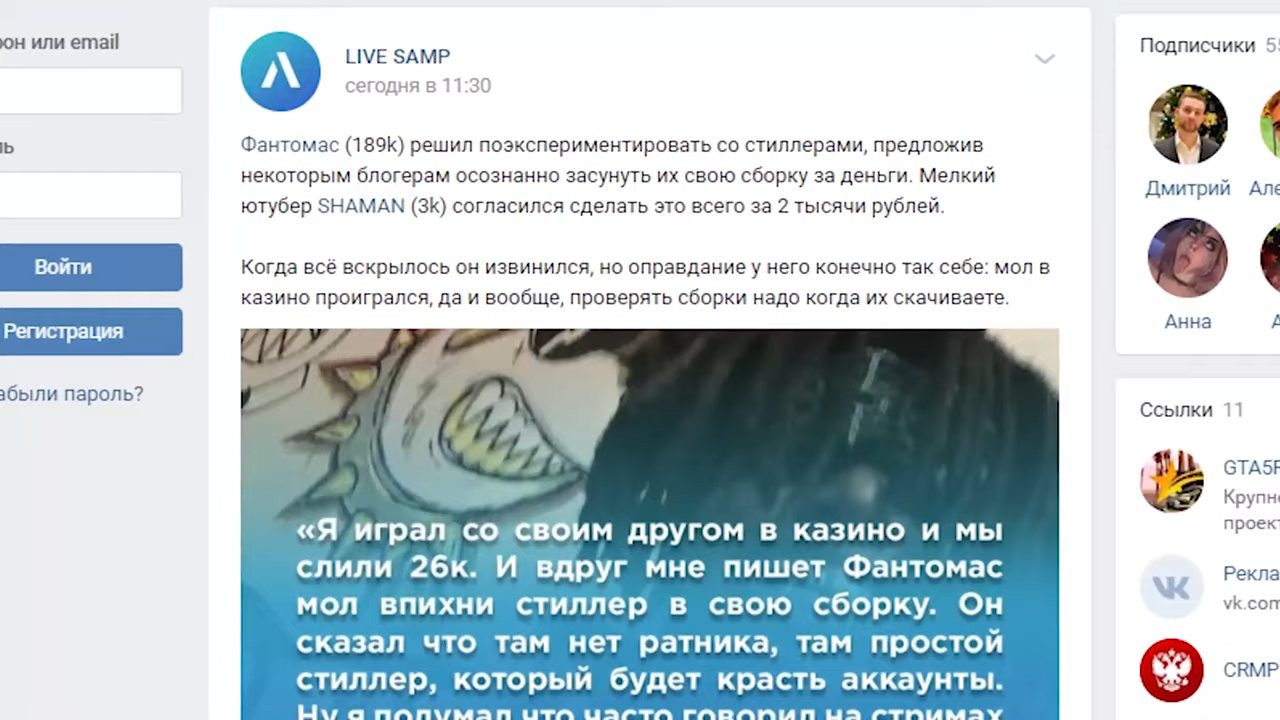 он или email
Войти
Регистрация
абыли пароль?
LIVE SAMP
сегодня в 11:30
Фантомас (189k) решил поэкспериментировать со стиллерами, предложив
некоторым блогерам осознанно засунуть их свою сборку за деньги. Мелкий
ютубер SHAMAN (3k) согласился сделать это всего за 2 тысячи рублей.
Когда всё вскрылось он извинился, но оправдание у него конечно так себе: мол в
казино проигрался, да и вообще, проверять сборки надо когда их скачиваете.
«Я играл со своим другом в казино и мы
слили 26к. И вдруг мне пишет Фантомас
мол впихни стиллер в свою сборку. Он
сказал что там нет ратника, там простой
стиллер, который будет красть аккаунты.
Ну я подумал что часто говорил на стримах
Подписчики
Дмитрий
Анна
Ссылки 11
GTA5
Крупн
проект
Рекла
vk.com
CRMP